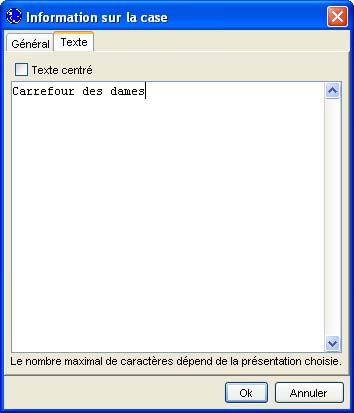 Information sur la case
Général Texte
Texte centré
Carrefour des dames
Le nombre maximal de caractères dépend de la présentation choisie.
Ok Annuler